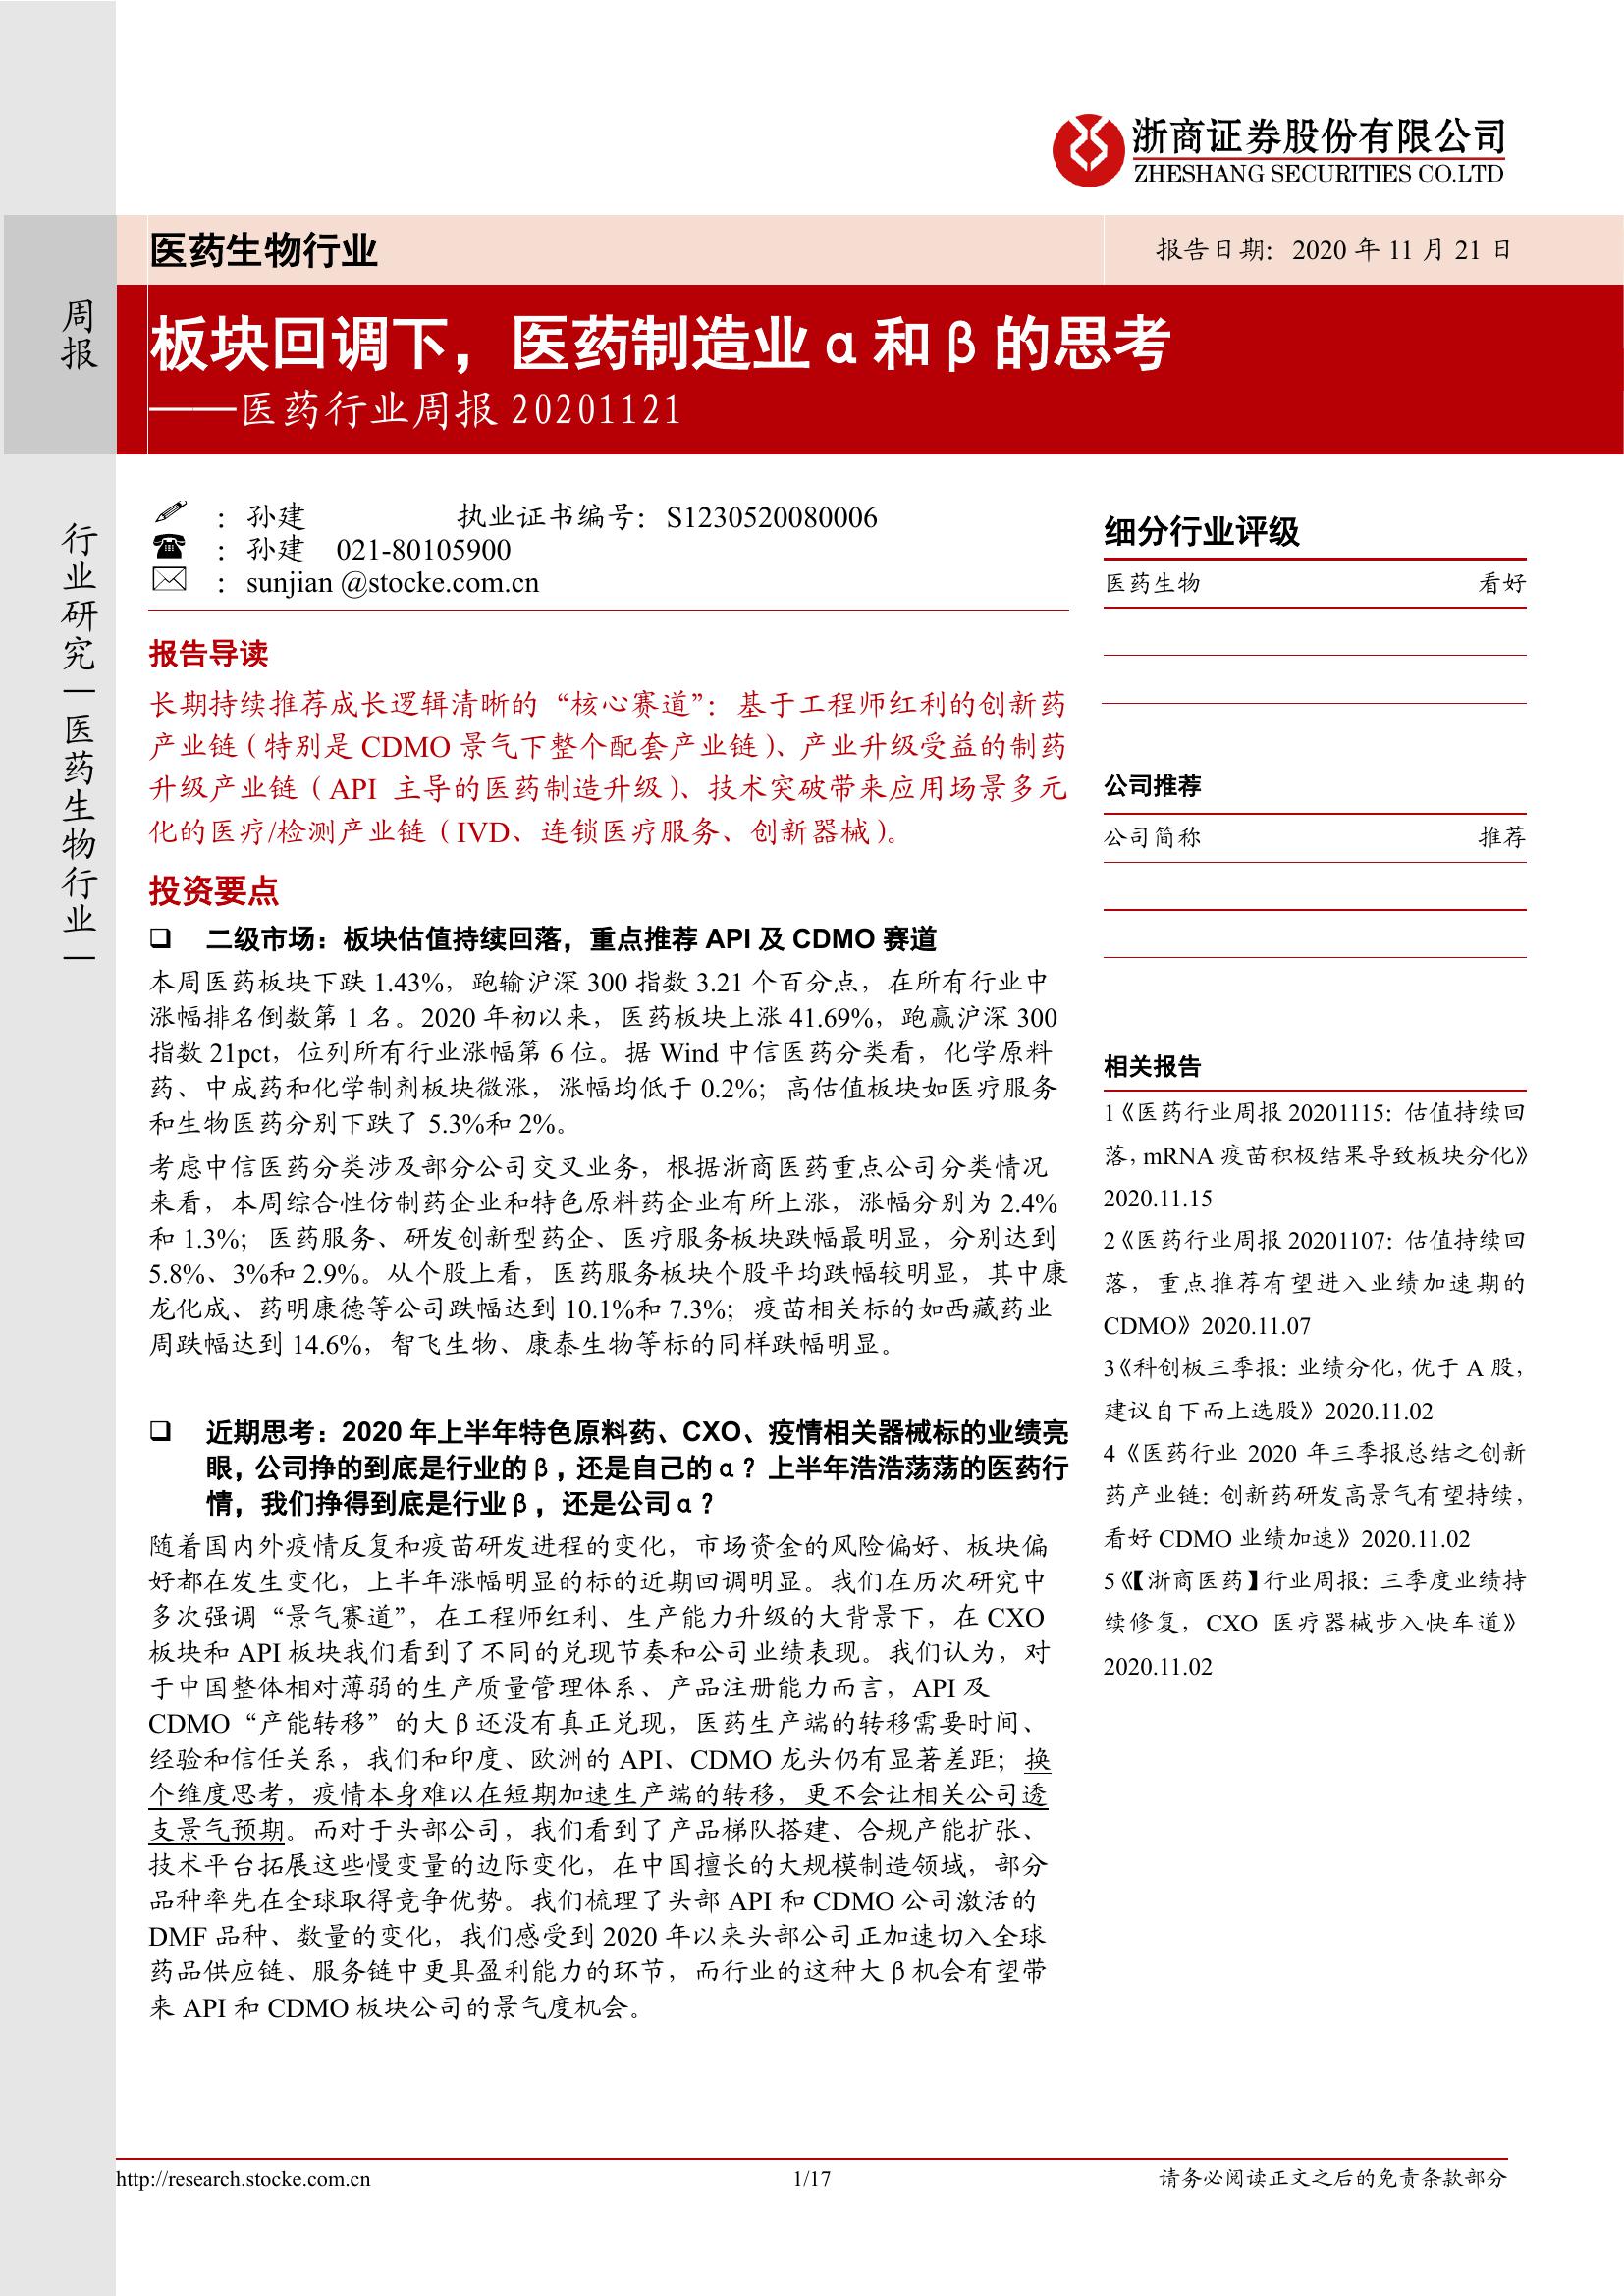 浙商证券股份有限公司
ZHESHANG SECURITIES CO.LTD
周报
行业研究｜医药生物行业｜
医药生物行业
报告日期：2020 年 11 月 21 日
板块回调下，医药制造业 α 和 β 的思考
——医药行业周报 20201121
：孙建 执业证书编号：S1230520080006
：孙建 021-80105900
：sunjian @stocke.com.cn
报告导读
长期持续推荐成长逻辑清晰的“核心赛道”：基于工程师红利的创新药
产业链（特别是 CDMO 景气下整个配套产业链）、产业升级受益的制药
升级产业链（API 主导的医药制造升级）、技术突破带来应用场景多元
化的医疗/检测产业链（IVD、连锁医疗服务、创新器械）。
投资要点
❑ 二级市场：板块估值持续回落，重点推荐 API 及 CDMO 赛道
本周医药板块下跌 1.43%，跑输沪深 300 指数 3.21 个百分点，在所有行业中
涨幅排名倒数第 1 名。2020 年初以来，医药板块上涨 41.69%，跑赢沪深 300
指数 21pct，位列所有行业涨幅第 6 位。据 Wind 中信医药分类看，化学原料
药、中成药和化学制剂板块微涨，涨幅均低于 0.2%；高估值板块如医疗服务
和生物医药分别下跌了 5.3%和 2%。
考虑中信医药分类涉及部分公司交叉业务，根据浙商医药重点公司分类情况
来看，本周综合性仿制药企业和特色原料药企业有所上涨，涨幅分别为 2.4%
和 1.3%；医药服务、研发创新型药企、医疗服务板块跌幅最明显，分别达到
5.8%、3%和 2.9%。从个股上看，医药服务板块个股平均跌幅较明显，其中康
龙化成、药明康德等公司跌幅达到 10.1%和 7.3%；疫苗相关标的如西藏药业
周跌幅达到 14.6%，智飞生物、康泰生物等标的同样跌幅明显。
❑ 近期思考：2020 年上半年特色原料药、CXO、疫情相关器械标的业绩亮
眼，公司挣的到底是行业的 β，还是自己的 α？上半年浩浩荡荡的医药行
情，我们挣得到底是行业 β，还是公司 α？
随着国内外疫情反复和疫苗研发进程的变化，市场资金的风险偏好、板块偏
好都在发生变化，上半年涨幅明显的标的近期回调明显。我们在历次研究中
多次强调“景气赛道”，在工程师红利、生产能力升级的大背景下，在 CXO
板块和 API 板块我们看到了不同的兑现节奏和公司业绩表现。我们认为，对
于中国整体相对薄弱的生产质量管理体系、产品注册能力而言，API 及
CDMO“产能转移”的大 β 还没有真正兑现，医药生产端的转移需要时间、
经验和信任关系，我们和印度、欧洲的 API、CDMO 龙头仍有显著差距；换
个维度思考，疫情本身难以在短期加速生产端的转移，更不会让相关公司透
支景气预期。而对于头部公司，我们看到了产品梯队搭建、合规产能扩张、
技术平台拓展这些慢变量的边际变化，在中国擅长的大规模制造领域，部分
品种率先在全球取得竞争优势。我们梳理了头部 API 和 CDMO 公司激活的
DMF 品种、数量的变化，我们感受到 2020 年以来头部公司正加速切入全球
药品供应链、服务链中更具盈利能力的环节，而行业的这种大 β 机会有望带
来 API 和 CDMO 板块公司的景气度机会。
细分行业评级
医药生物 看好
公司推荐
公司简称 推荐
相关报告
1《医药行业周报 20201115：估值持续回
落，mRNA 疫苗积极结果导致板块分化》
2020.11.15
2《医药行业周报 20201107：估值持续回
落，重点推荐有望进入业绩加速期的
CDMO》2020.11.07
3《科创板三季报：业绩分化，优于 A 股，
建议自下而上选股》2020.11.02
4《医药行业 2020 年三季报总结之创新
药产业链：创新药研发高景气有望持续，
看好 CDMO 业绩加速》2020.11.02
5《【浙商医药】行业周报：三季度业绩持
续修复，CXO 医疗器械步入快车道》
2020.11.02
http://research.stocke.com.cn 1/17 请务必阅读正文之后的免责条款部分